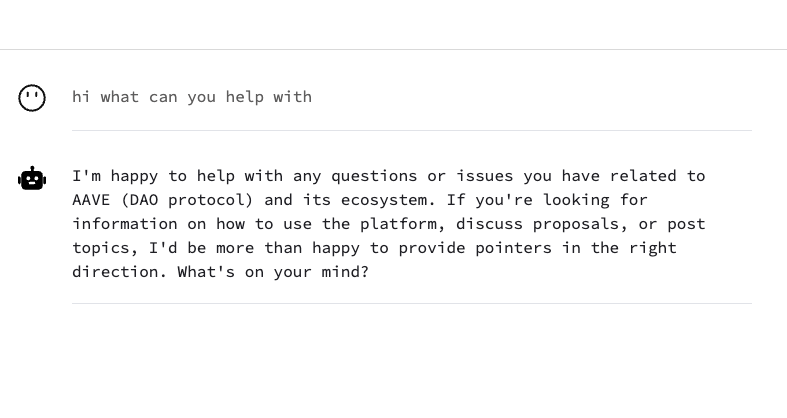 hi what can you help with
I'm happy to help with any questions or issues you have related to
AAVE (DAO protocol) and its ecosystem. If you're looking for
information on how to use the platform, discuss proposals, or post
topics, I'd be more than happy to provide pointers in the right
direction. What's on your mind?